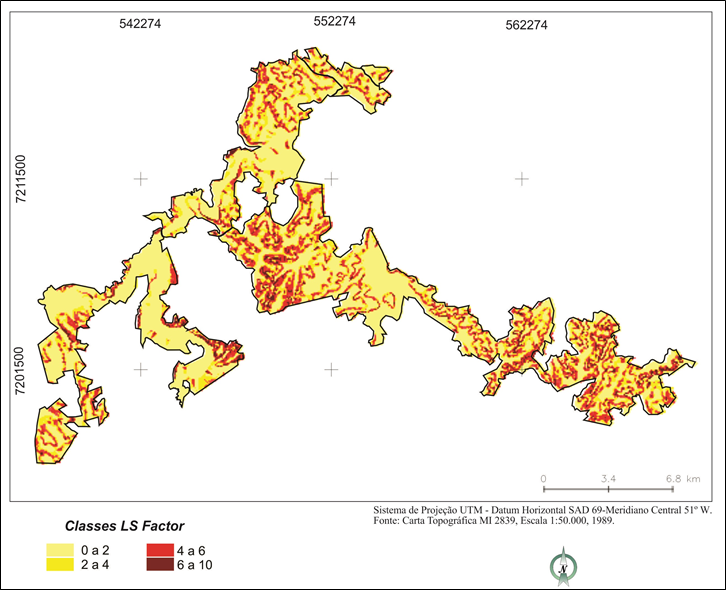 542274 552274 562274
7211500
7201500
0 3.4 6.8 km
Sistema de Projeção UTM - Datum Horizontal SAD 69-Meridiano Central 51º W.
Fonte: Carta Topográfica MI 2839, Escala 1:50.000, 1989.
Classes LS Factor
0 a 2 4 a 6
2 a 4 6 a 10
N